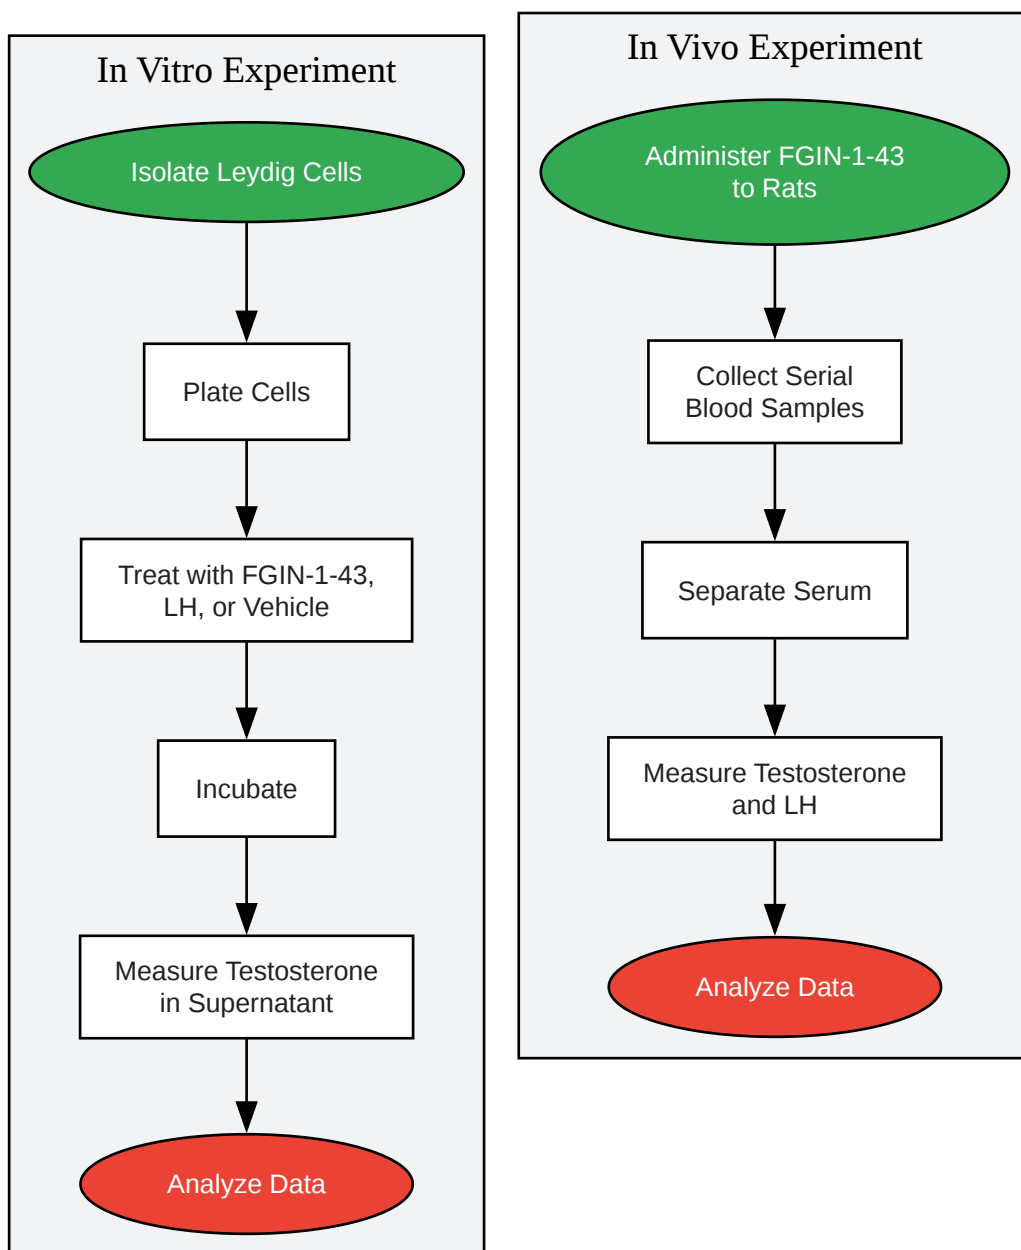 In Vitro Experiment
Isolate Leydig Cells
Plate Cells
Treat with FGIN-1-43,
LH, or Vehicle
Incubate
Measure Testosterone
in Supernatant
Analyze Data
In Vivo Experiment
Administer FGIN-1-43
to Rats
Collect Serial
Blood Samples
Separate Serum
Measure Testosterone
and LH
Analyze Data